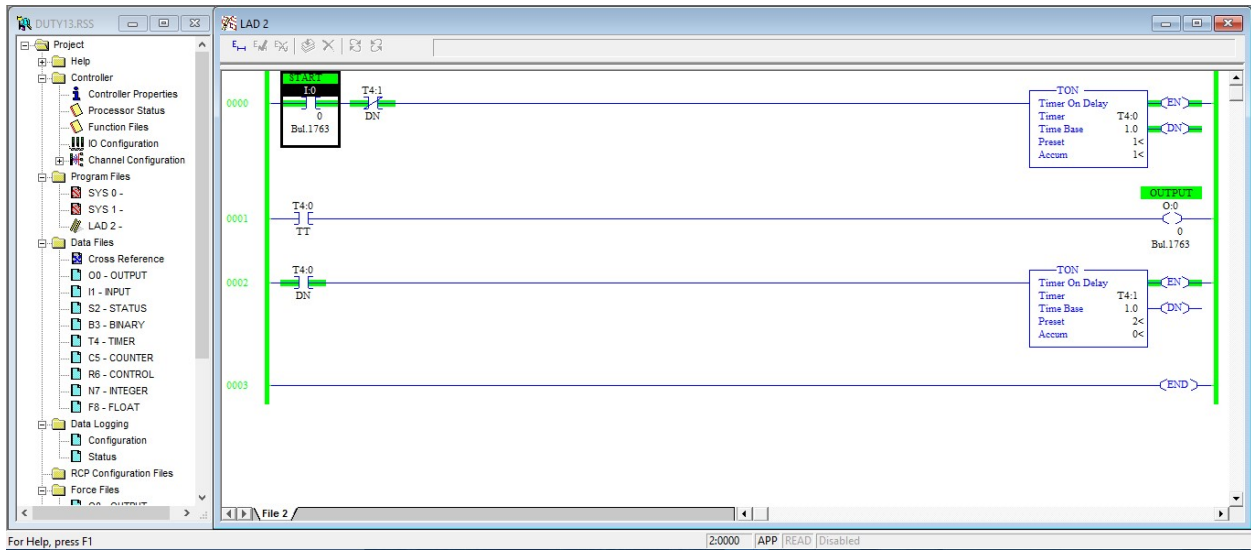 DUTY13.RSS
Project
Help
Controller
Controller Properties
Processor Status
Function Files
IO Configuration
Channel Configuration
Program Files
SYS 0 -
SYS 1 -
LAD 2 -
Data Files
Cross Reference
O0 - OUTPUT
I1 - INPUT
S2 - STATUS
B3 - BINARY
T4 - TIMER
C5 - COUNTER
R6 - CONTROL
N7 - INTEGER
F8 - FLOAT
Data Logging
Configuration
Status
RCP Configuration Files
Force Files
O0 - OUTPUT
LAD 2
0000
START
I:0
0
Bul.1763
T4:1
DN
TON
Timer On Delay
Timer T4:0
Time Base 1.0
Preset 1<
Accum 1<
EN
DN
0001
T4:0
TT
OUTPUT
O:0
0
Bul.1763
0002
T4:0
DN
TON
Timer On Delay
Timer T4:1
Time Base 1.0
Preset 2<
Accum 0<
EN
DN
0003
END
File 2
For Help, press F1
2:0000 APP READ Disabled